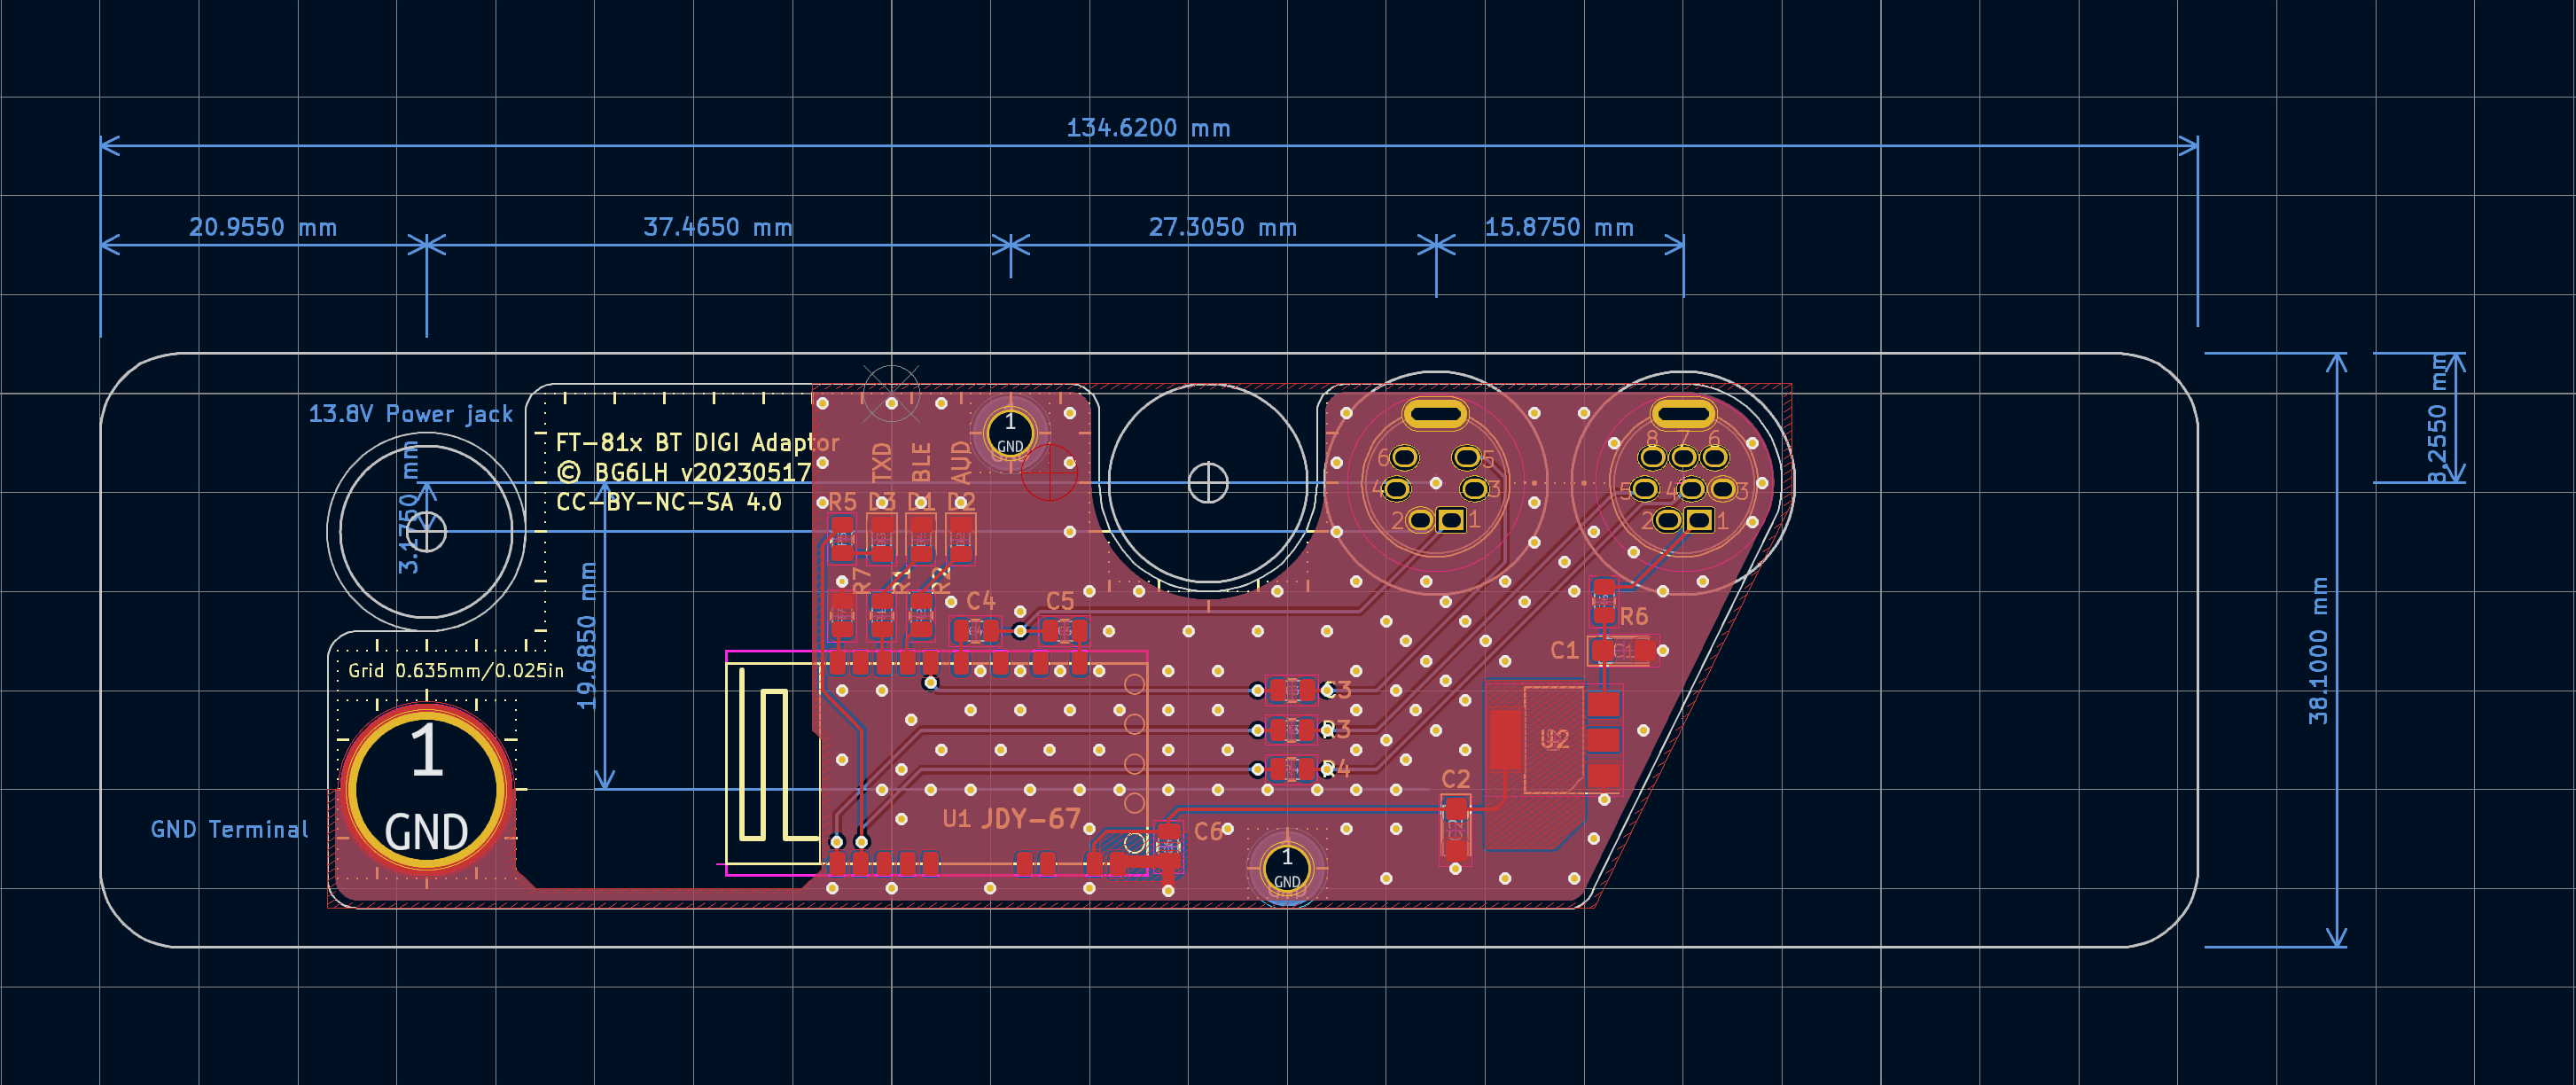 134.6200 mm
20.9550 mm
37.4650 mm
27.3050 mm
15.8750 mm
8.2550 mm
13.8V Power jack
FT-81x BT DIGI Adaptor
© BG6LH v20230517
CC-BY-NC-SA 4.0
TXD
BLE
AUD
1
GND
R5
D3
D1
D2
6
5
4
3
2
1
8
7
6
5
4
3
2
1
3.1750 mm
R7
R1
R2
C4
C5
R6
C1
19.6850 mm
Grid 0.635mm/0.025in
38.1000 mm
C3
R3
R4
U2
C2
1
GND
GND Terminal
U1 JDY-67
C6
1
GND